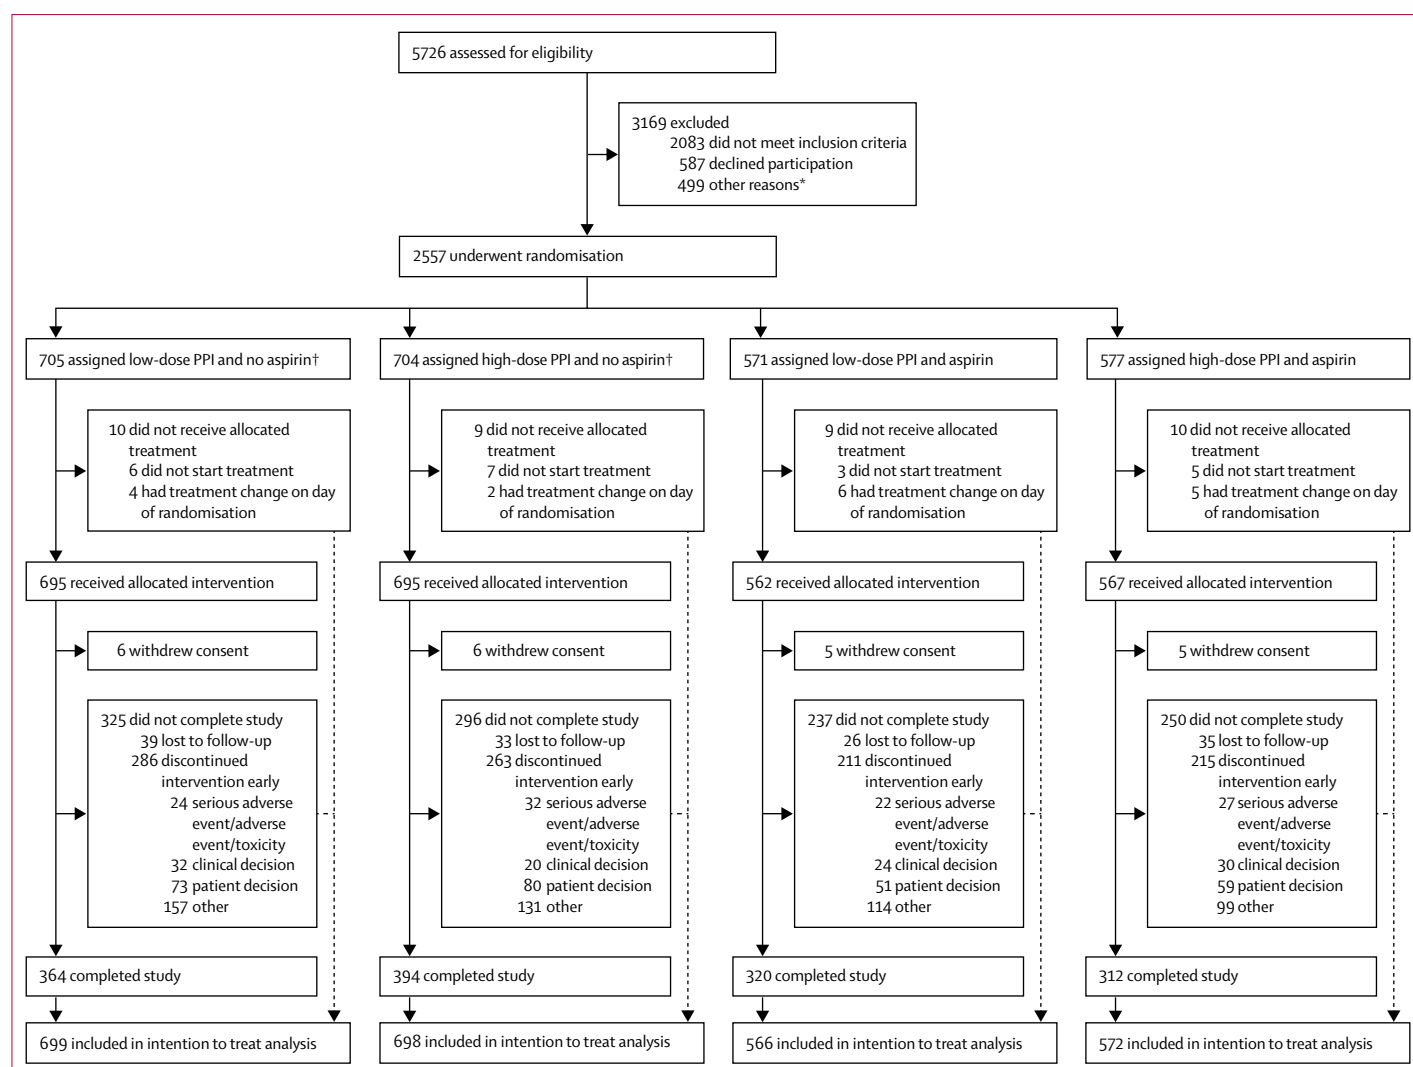 5726 assessed for eligibility
3169 excluded
2083 did not meet inclusion criteria
587 declined participation
499 other reasons*
2557 underwent randomisation
705 assigned low-dose PPI and no aspirin†
704 assigned high-dose PPI and no aspirin†
571 assigned low-dose PPI and aspirin
577 assigned high-dose PPI and aspirin
10 did not receive allocated
treatment
6 did not start treatment
4 had treatment change on day
of randomisation
9 did not receive allocated
treatment
7 did not start treatment
2 had treatment change on day
of randomisation
9 did not receive allocated
treatment
3 did not start treatment
6 had treatment change on day
of randomisation
10 did not receive allocated
treatment
5 did not start treatment
5 had treatment change on day
of randomisation
695 received allocated intervention
695 received allocated intervention
562 received allocated intervention
567 received allocated intervention
6 withdrew consent
6 withdrew consent
5 withdrew consent
5 withdrew consent
325 did not complete study
39 lost to follow-up
286 discontinued
intervention early
24 serious adverse
event/adverse
event/toxicity
32 clinical decision
73 patient decision
157 other
296 did not complete study
33 lost to follow-up
263 discontinued
intervention early
32 serious adverse
event/adverse
event/toxicity
20 clinical decision
80 patient decision
131 other
237 did not complete study
26 lost to follow-up
211 discontinued
intervention early
22 serious adverse
event/adverse
event/toxicity
24 clinical decision
51 patient decision
114 other
250 did not complete study
35 lost to follow-up
215 discontinued
intervention early
27 serious adverse
event/adverse
event/toxicity
30 clinical decision
59 patient decision
99 other
364 completed study
394 completed study
320 completed study
312 completed study
699 included in intention to treat analysis
698 included in intention to treat analysis
566 included in intention to treat analysis
572 included in intention to treat analysis